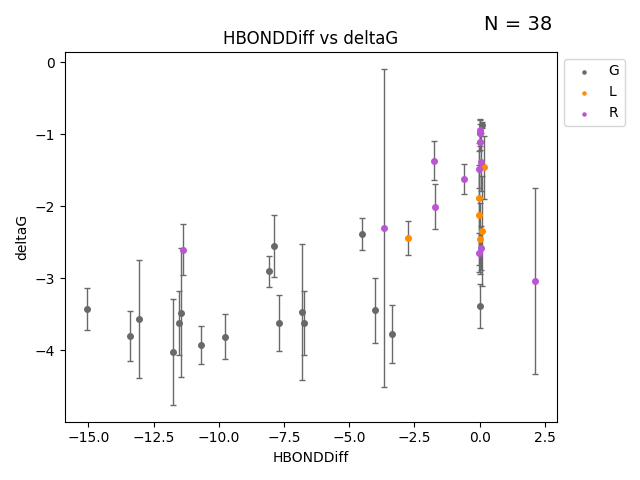 N = 38
HBONDDiff vs deltaG
G
L
R
deltaG
0
−1
−2
−3
−4
−15.0 −12.5 −10.0 −7.5 −5.0 −2.5 0.0 2.5
HBONDDiff